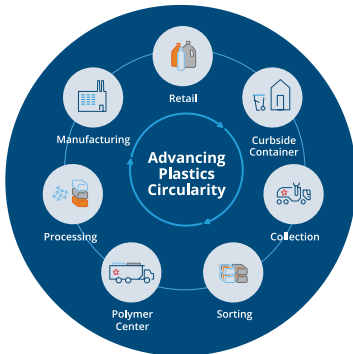 Retail
Curbside
Container
Collection
Sorting
Polymer
Center
Processing
Manufacturing
Advancing
Plastics
Circularity